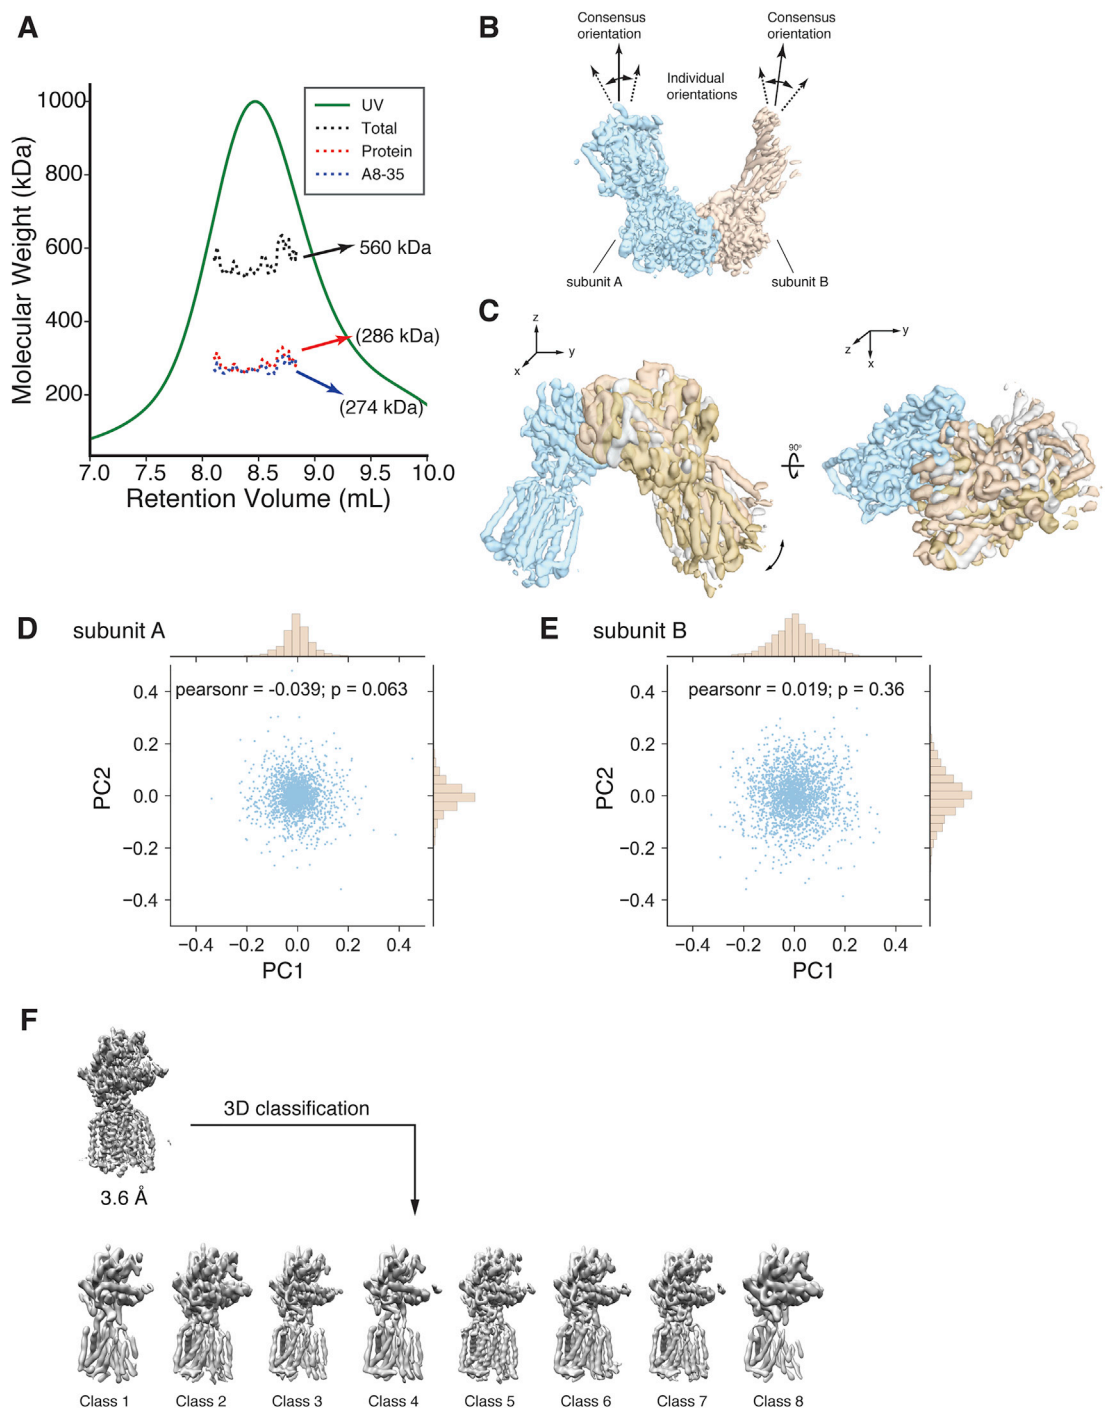 A
Molecular Weight (kDa)
1000
800
600
400
200
7.0 7.5 8.0 8.5 9.0 9.5 10.0
Retention Volume (mL)
UV
Total
Protein
A8-35
560 kDa
(286 kDa)
(274 kDa)
B
Consensus
orientation
Consensus
orientation
Individual
orientations
subunit A
subunit B
C
z
y
x
90°
y
z
x
D
subunit A
pearsonr = -0.039; p = 0.063
PC2
0.4
0.2
0.0
−0.2
−0.4
−0.4 −0.2 0.0 0.2 0.4
PC1
E
subunit B
pearsonr = 0.019; p = 0.36
PC2
0.4
0.2
0.0
−0.2
−0.4
−0.4 −0.2 0.0 0.2 0.4
PC1
F
3D classification
3.6 Å
Class 1 Class 2 Class 3 Class 4 Class 5 Class 6 Class 7 Class 8